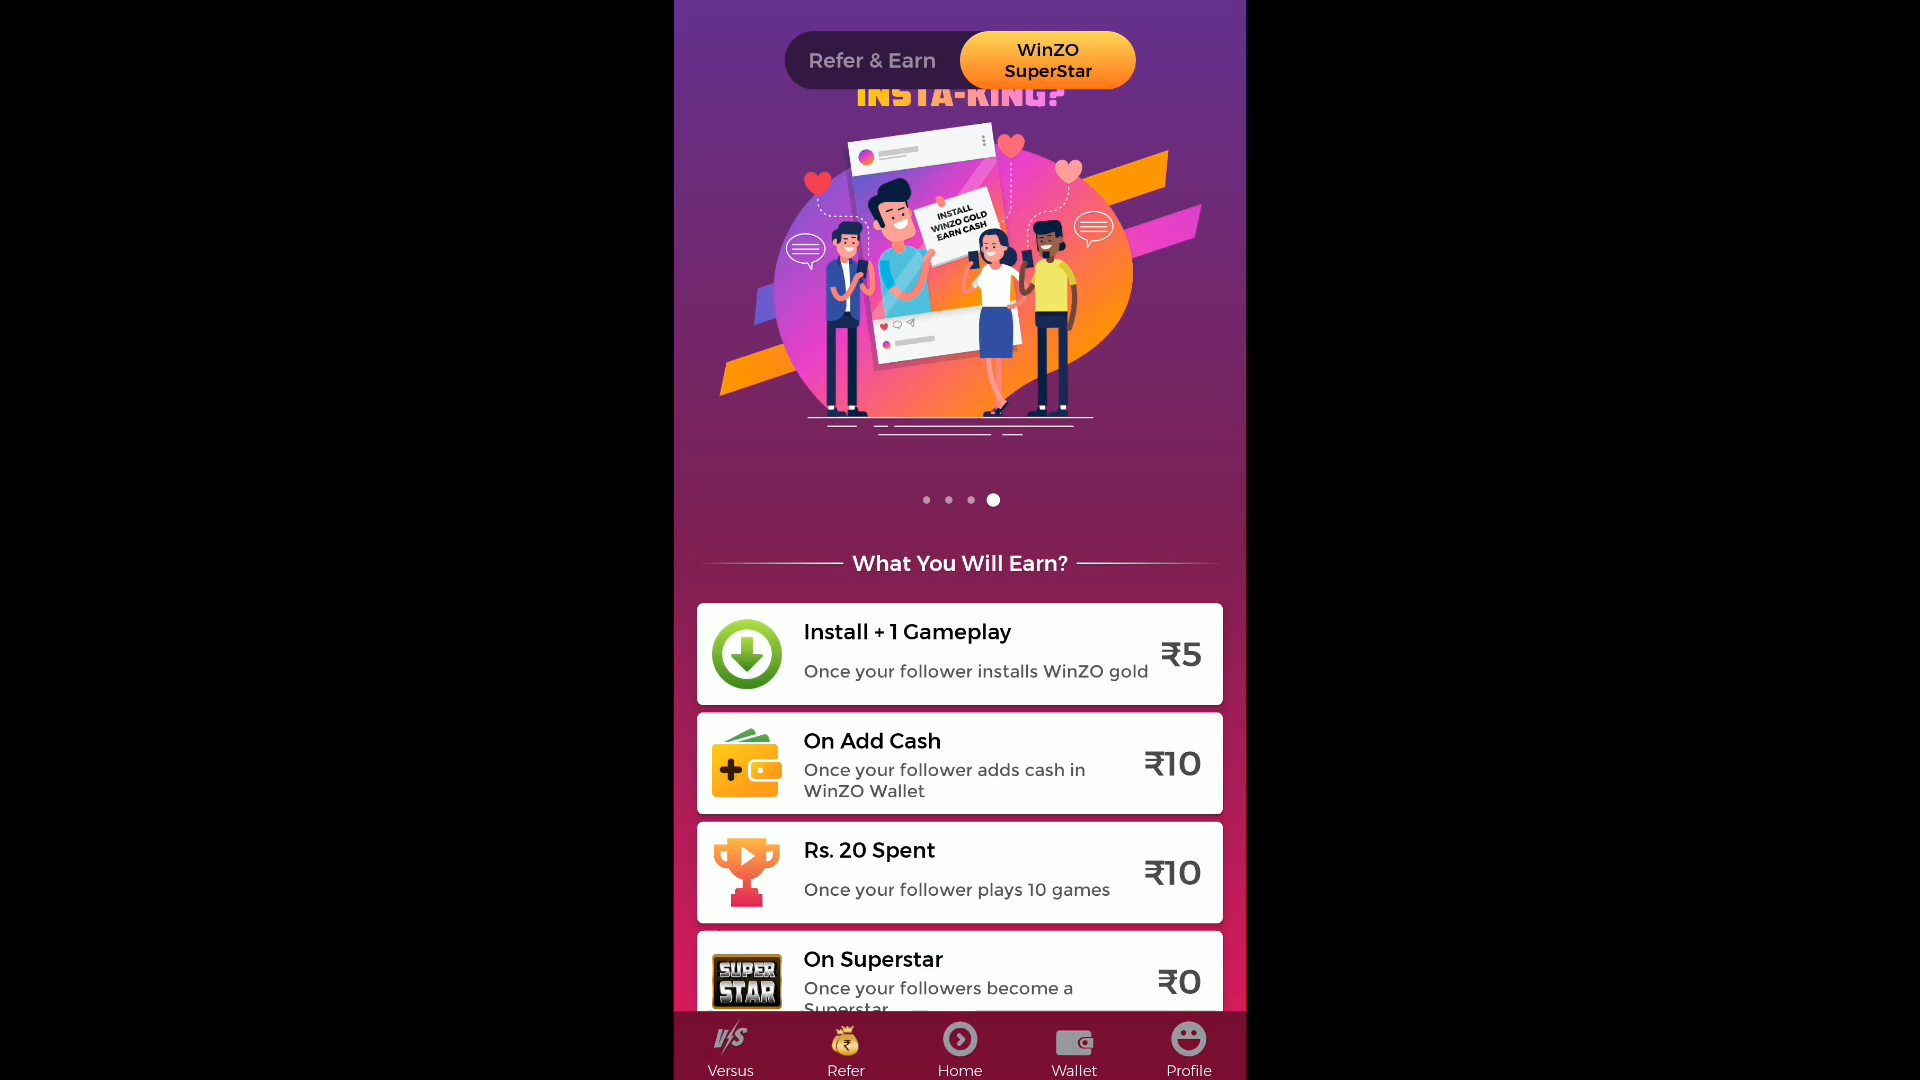 Refer & Earn
WinZO
SuperStar
INSTA-KING?
INSTALL
WINZO GOLD
EARN CASH
What You Will Earn?
Install + 1 Gameplay
Once your follower installs WinZO gold
₹5
On Add Cash
Once your follower adds cash in
WinZO Wallet
₹10
Rs. 20 Spent
Once your follower plays 10 games
₹10
SUPER
STAR
On Superstar
Once your followers become a
Superstar
₹0
V/S
Versus
Refer
Home
Wallet
Profile